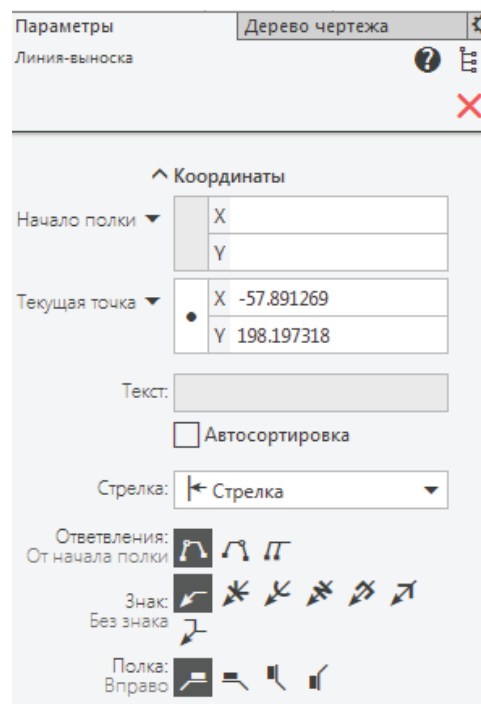 Параметры Дерево чертежа
Линия-выноска
Координаты
Начало полки X
Y
Текущая точка X -57.891269
Y 198.197318
Текст:
Автосортировка
Стрелка: Стрелка
Ответвления:
От начала полки
Знак:
Без знака
Полка:
Вправо